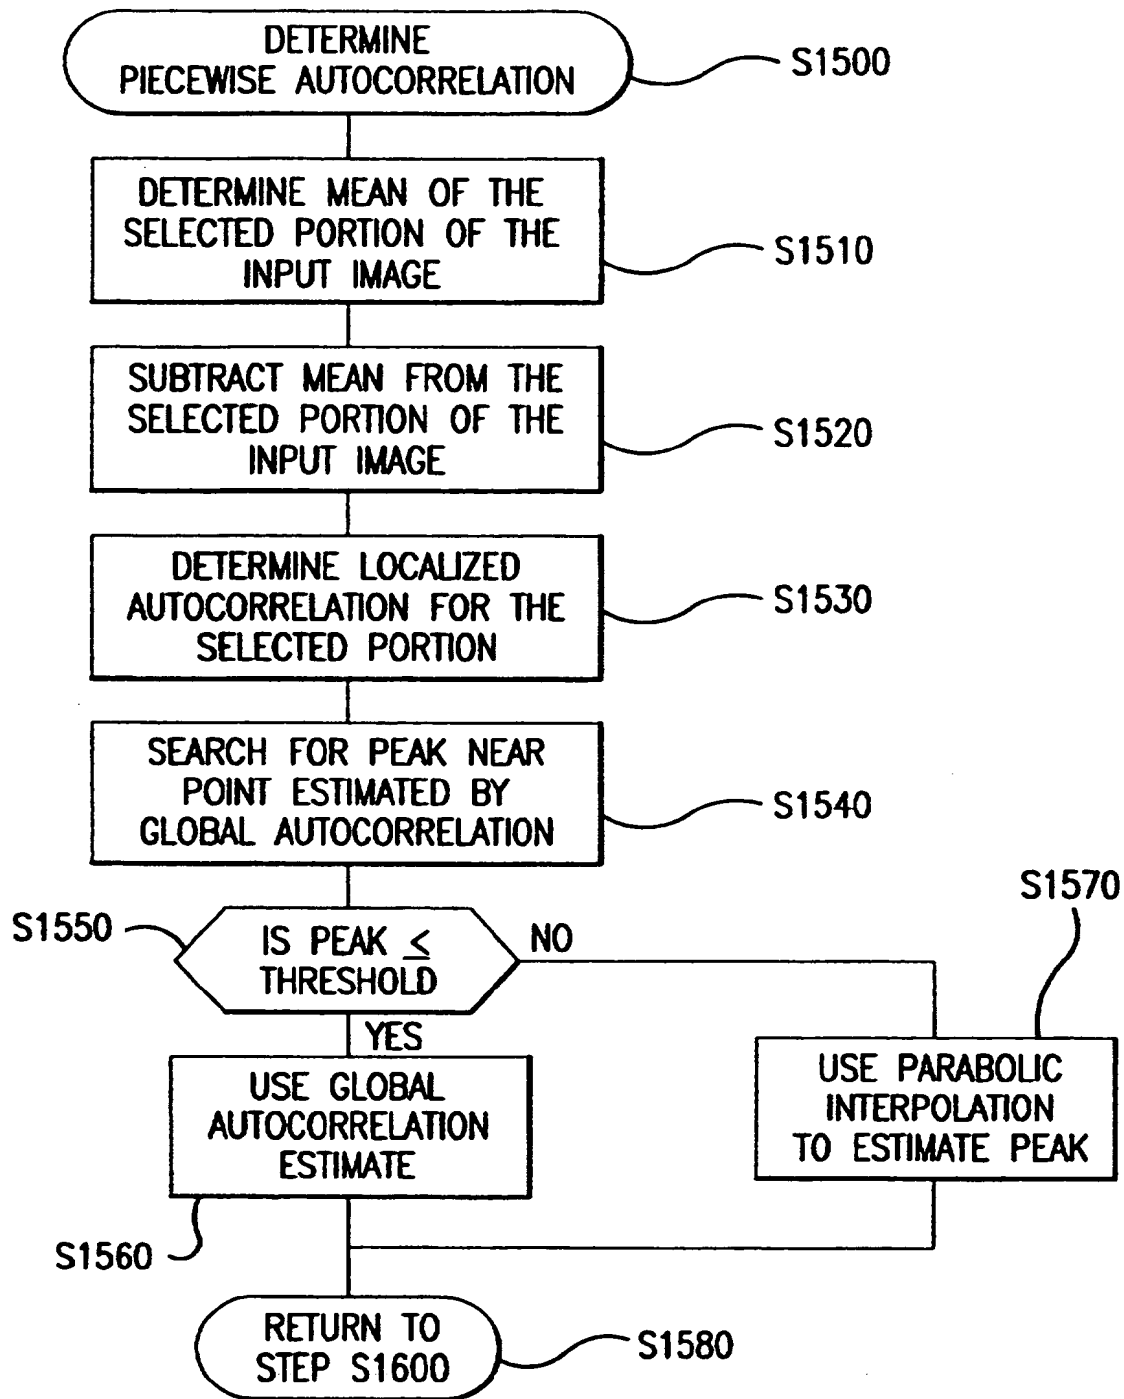 DETERMINE
PIECEWISE AUTOCORRELATION
S1500
DETERMINE MEAN OF THE
SELECTED PORTION OF THE
INPUT IMAGE
S1510
SUBTRACT MEAN FROM THE
SELECTED PORTION OF THE
INPUT IMAGE
S1520
DETERMINE LOCALIZED
AUTOCORRELATION FOR THE
SELECTED PORTION
S1530
SEARCH FOR PEAK NEAR
POINT ESTIMATED BY
GLOBAL AUTOCORRELATION
S1540
S1550
IS PEAK ≤
THRESHOLD
NO
YES
S1570
USE GLOBAL
AUTOCORRELATION
ESTIMATE
S1560
USE PARABOLIC
INTERPOLATION
TO ESTIMATE PEAK
RETURN TO
STEP S1600
S1580